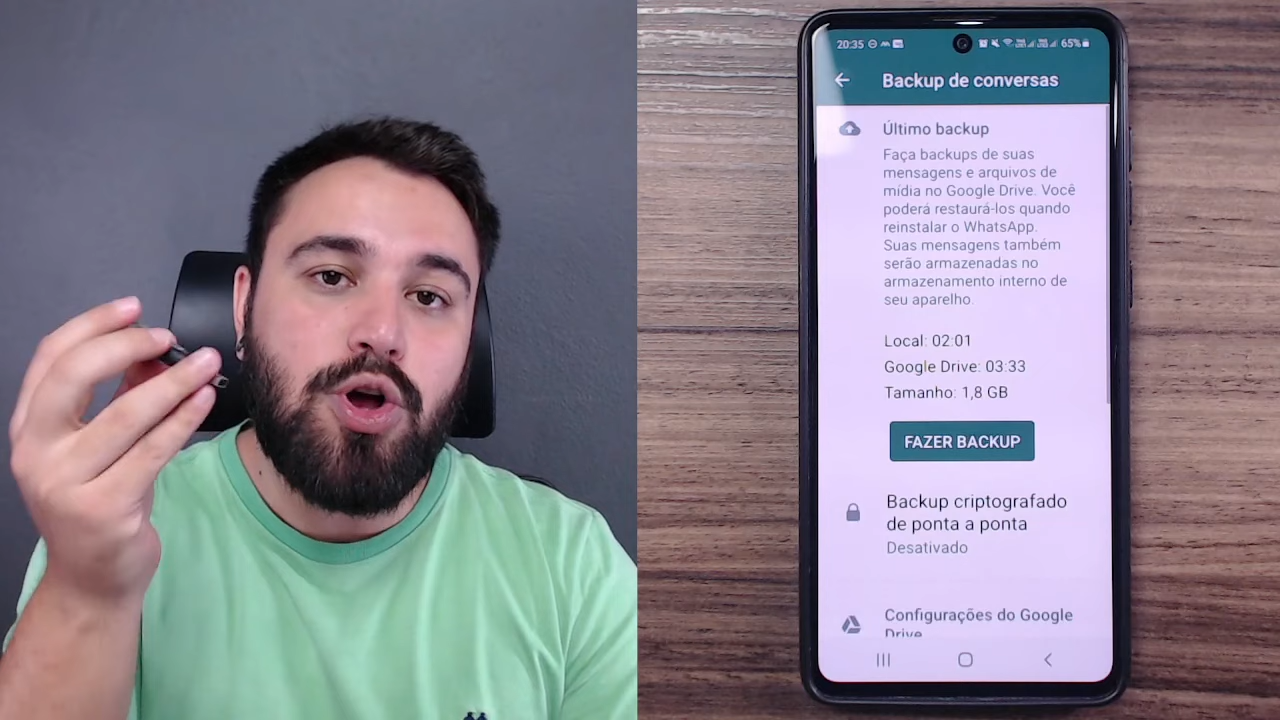 20:35
65%
Backup de conversas
Último backup
Faça backups de suas
mensagens e arquivos de
mídia no Google Drive. Você
poderá restaurá-los quando
reinstalar o WhatsApp.
Suas mensagens também
serão armazenadas no
armazenamento interno de
seu aparelho.
Local: 02:01
Google Drive: 03:33
Tamanho: 1,8 GB
FAZER BACKUP
Backup criptografado
de ponta a ponta
Desativado
Configurações do Google
Drive